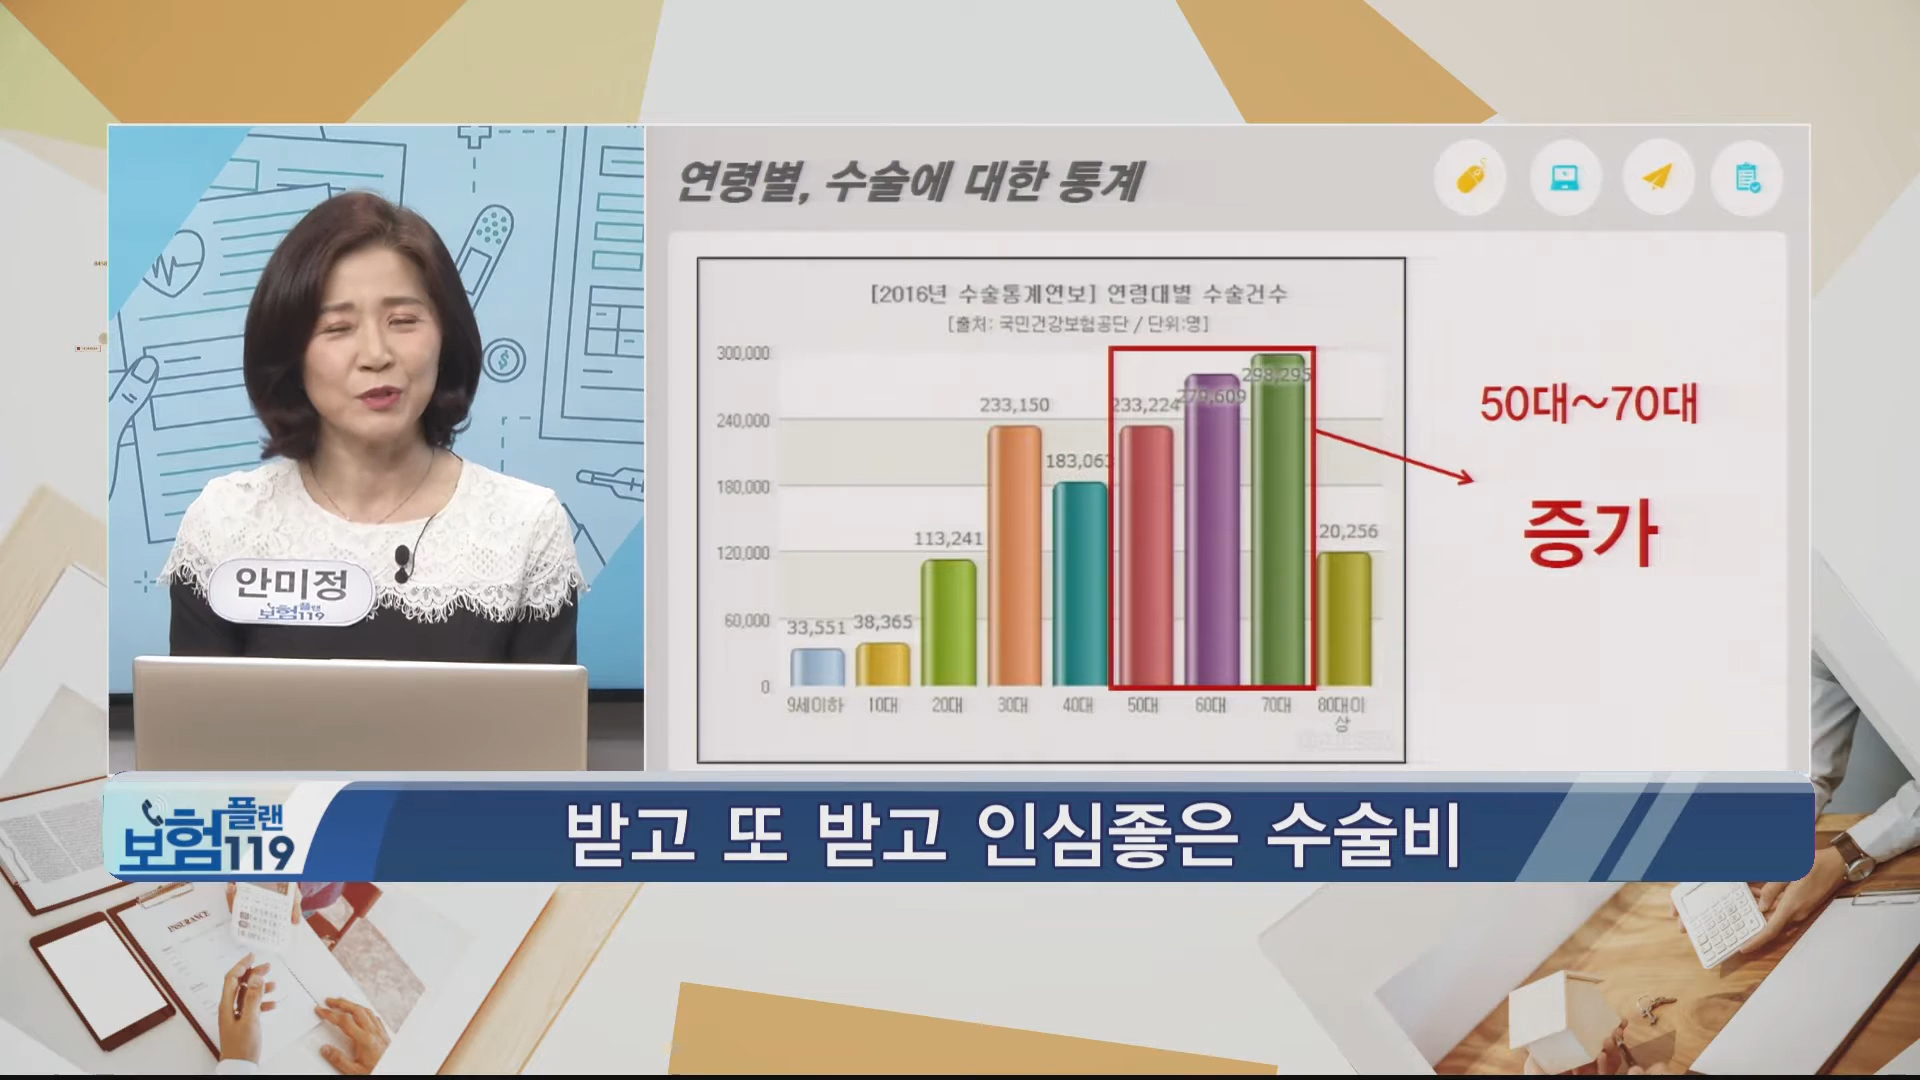 연령별, 수술에 대한 통계
[2016년 수술통계연보] 연령대별 수술건수
[출처: 국민건강보험공단 / 단위:명]
300,000
240,000
180,000
120,000
60,000
0
33,551
38,365
113,241
233,150
183,063
233,224
279,609
298,295
20,256
9세이하
10대
20대
30대
40대
50대
60대
70대
80대이
상
50대~70대
증가
안미정
보험플랜119
보험플랜119
받고 또 받고 인심좋은 수술비
INSURANCE